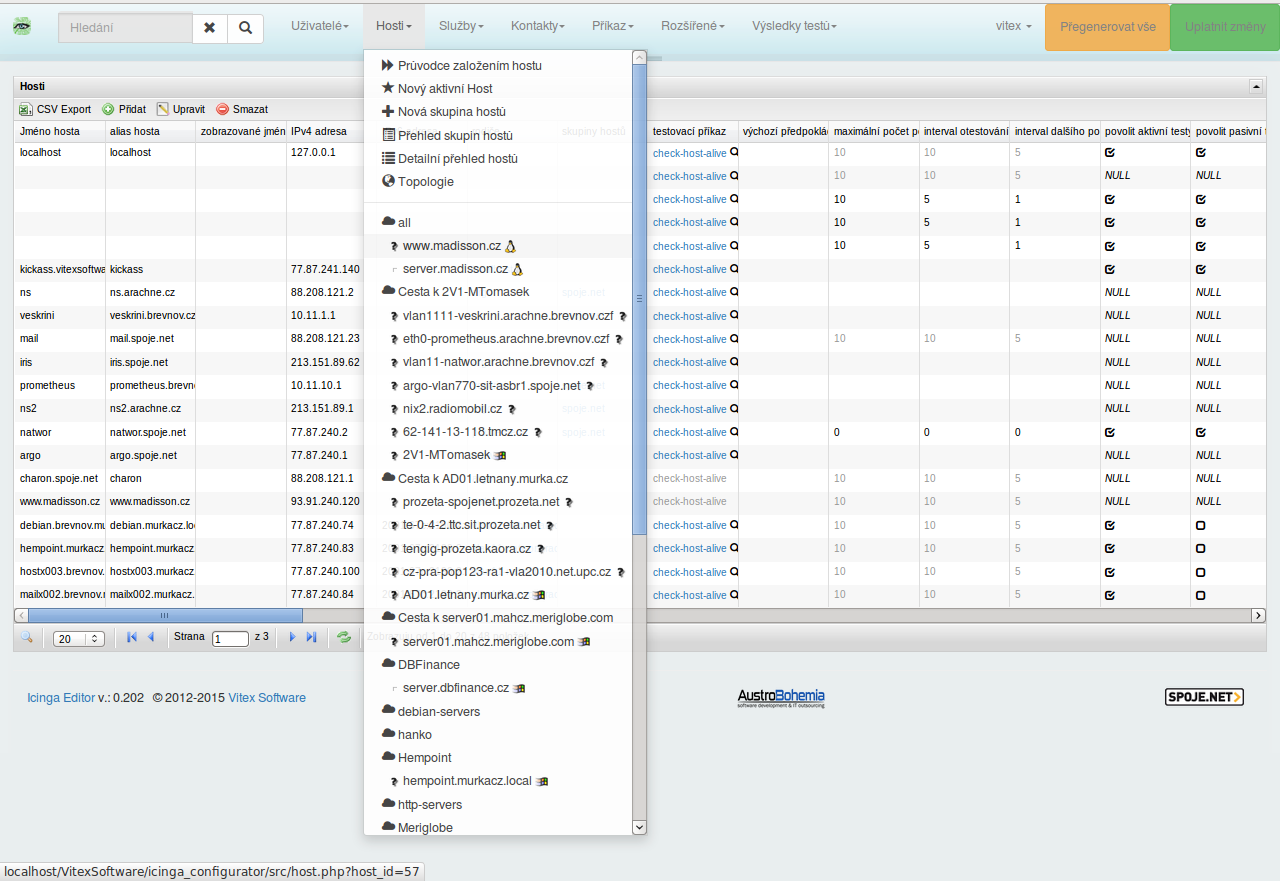 Hledání Uživatelé Hosti Služby Kontakty Příkaz Rozšířené Výsledky testů vitex Přegenerovat vše Uplatnit změny
Hosti
CSV Export Přidat Upravit Smazat
Jméno hosta alias hosta zobrazované jmén IPv4 adresa skupiny hostů testovací příkaz výchozí předpoklá maximální počet po interval otestování interval dalšího po povolit aktivní testy povolit pasivní t
localhost localhost 127.0.0.1 check-host-alive 10 10 5
check-host-alive 10 10 5 NULL NULL
check-host-alive 10 5 1
check-host-alive 10 5 1
check-host-alive 10 5 1
kickass.vitexsoftwa kickass 77.87.241.140 check-host-alive
ns ns.arachne.cz 88.208.121.2 spoje.net check-host-alive NULL NULL
veskrini veskrini.brevnov.cz 10.11.1.1 check-host-alive NULL NULL
mail mail.spoje.net 88.208.121.23 check-host-alive 10 10 5 NULL NULL
iris iris.spoje.net 213.151.89.62 check-host-alive NULL NULL
prometheus prometheus.brevno 10.11.10.1 check-host-alive NULL NULL
ns2 ns2.arachne.cz 213.151.89.1 spoje.net check-host-alive NULL NULL
natwor natwor.spoje.net 77.87.240.2 spoje.net check-host-alive 0 0 0
argo argo.spoje.net 77.87.240.1 check-host-alive NULL NULL
charon.spoje.net charon 88.208.121.1 check-host-alive 10 10 5 NULL NULL
www.madisson.cz www.madisson.cz 93.91.240.120 check-host-alive 10 10 5 NULL NULL
debian.brevnov.mu debian.murkacz.lo 77.87.240.74 check-host-alive 10 10 5
hempoint.murkacz. hempoint.murkacz. 77.87.240.83 check-host-alive 10 10 5
hostx003.brevnov. hostx003.murkacz. 77.87.240.100 check-host-alive 10 10 5
mailx002.brevnov.m mailx002.murkacz. 77.87.240.84 check-host-alive 10 10 5
20 Strana 1 z 3
Průvodce založením hostu
Nový aktivní Host
Nová skupina hostů
Přehled skupin hostů
Detailní přehled hostů
Topologie
all
www.madisson.cz
server.madisson.cz
Cesta k 2V1-MTomasek
vlan1111-veskrini.arachne.brevnov.czf
eth0-prometheus.arachne.brevnov.czf
vlan11-natwor.arachne.brevnov.czf
argo-vlan770-sit-asbr1.spoje.net
nix2.radiomobil.cz
62-141-13-118.tmcz.cz
2V1-MTomasek
Cesta k AD01.letnany.murka.cz
prozeta-spojenet.prozeta.net
te-0-4-2.ttc.sit.prozeta.net
tengig-prozeta.kaora.cz
cz-pra-pop123-ra1-vla2010.net.upc.cz
AD01.letnany.murka.cz
Cesta k server01.mahcz.meriglobe.com
server01.mahcz.meriglobe.com
DBFinance
server.dbfinance.cz
debian-servers
hanko
Hempoint
hempoint.murkacz.local
http-servers
Meriglobe
Icinga Editor v.: 0.202 © 2012-2015 Vitex Software
AustroBohemia
software development & IT outsourcing
SPOJE.NET
localhost/VitexSoftware/icinga_configurator/src/host.php?host_id=57